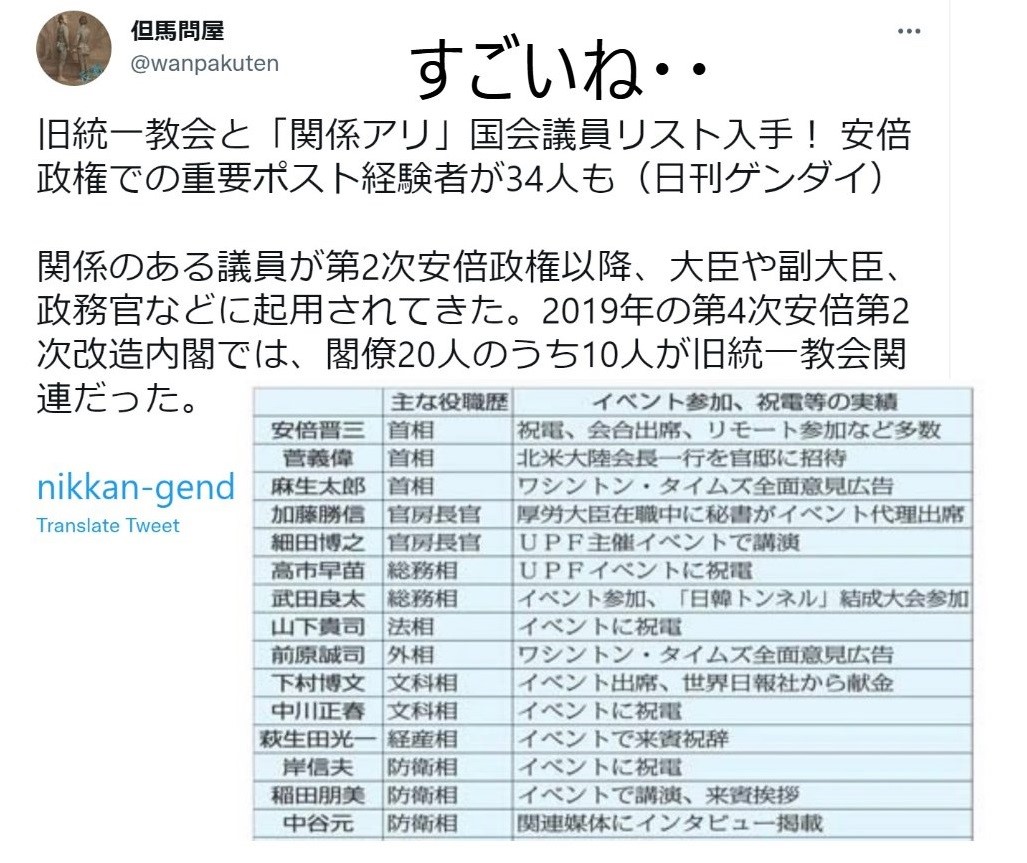 但馬問屋
@wanpakuten
すごいね・・
旧統一教会と「関係アリ」国会議員リスト入手！ 安倍
政権での重要ポスト経験者が34人も（日刊ゲンダイ）
関係のある議員が第2次安倍政権以降、大臣や副大臣、
政務官などに起用されてきた。2019年の第4次安倍第2
次改造内閣では、閣僚20人のうち10人が旧統一教会関
連だった。
nikkan-gend
Translate Tweet
主な役職歴 イベント参加、祝電等の実績
安倍晋三 首相 祝電、会合出席、リモート参加など多数
菅義偉 首相 北米大陸会長一行を官邸に招待
麻生太郎 首相 ワシントン・タイムズ全面意見広告
加藤勝信 官房長官 厚労大臣在職中に秘書がイベント代理出席
細田博之 官房長官 ＵＰＦ主催イベントで講演
高市早苗 総務相 ＵＰＦイベントに祝電
武田良太 総務相 イベント参加、「日韓トンネル」結成大会参加
山下貴司 法相 イベントに祝電
前原誠司 外相 ワシントン・タイムズ全面意見広告
下村博文 文科相 イベント出席、世界日報社から献金
中川正春 文科相 イベントに祝電
萩生田光一 経産相 イベントで来賓祝辞
岸信夫 防衛相 イベントに祝電
稲田朋美 防衛相 イベントで講演、来賓挨拶
中谷元 防衛相 関連媒体にインタビュー掲載